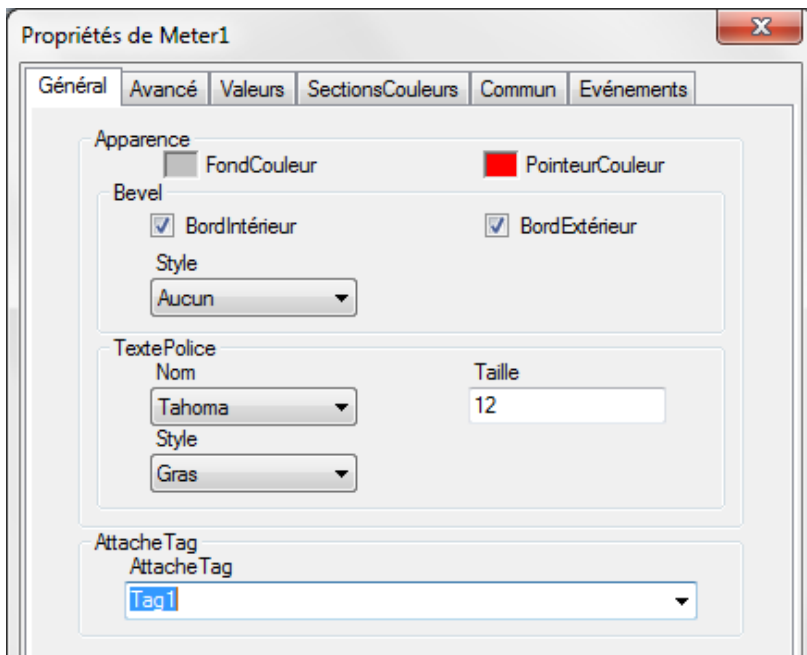 Propriétés de Meter1
Général Avancé Valeurs SectionsCouleurs Commun Evénements
Apparence
FondCouleur PointeurCouleur
Bevel
BordIntérieur BordExtérieur
Style
Aucun
TextePolice
Nom Taille
Tahoma 12
Style
Gras
AttacheTag
AttacheTag
Tag1